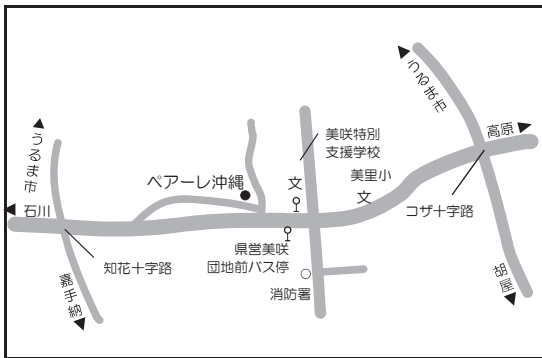 うるま市
石川
嘉手納
知花十字路
ペアーレ沖縄
文
県営美咲
団地前バス停
消防署
美咲特別
支援学校
美里小
文
うるま市
高原
コザ十字路
胡屋